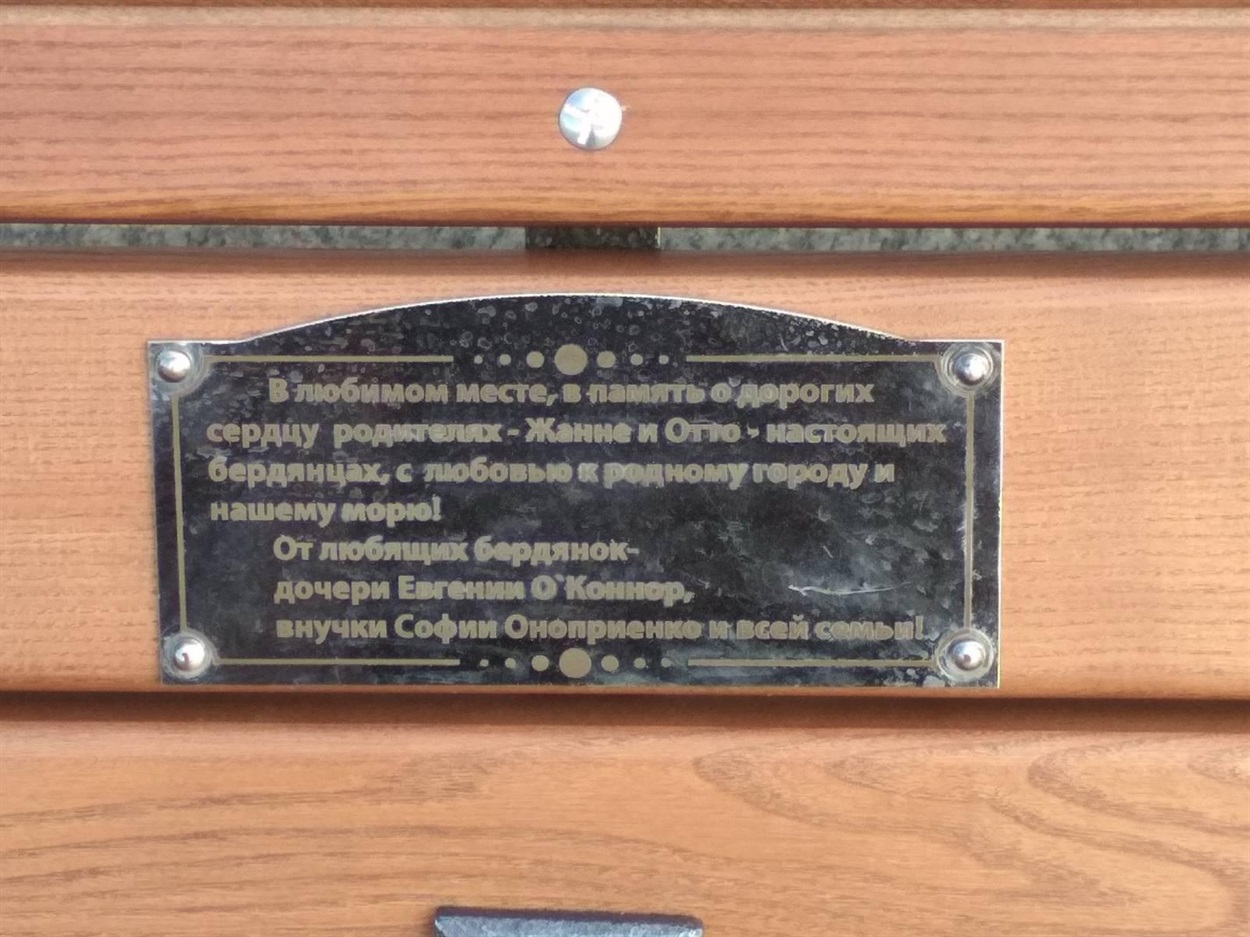 В любимом месте, в память о дорогих
сердцу родителях - Жанне и Отто - настоящих
бердянцах, с любовью к родному городу и
нашему морю!
От любящих бердянок-
дочери Евгении О`Коннор,
внучки Софии Оноприенко и всей семьи!